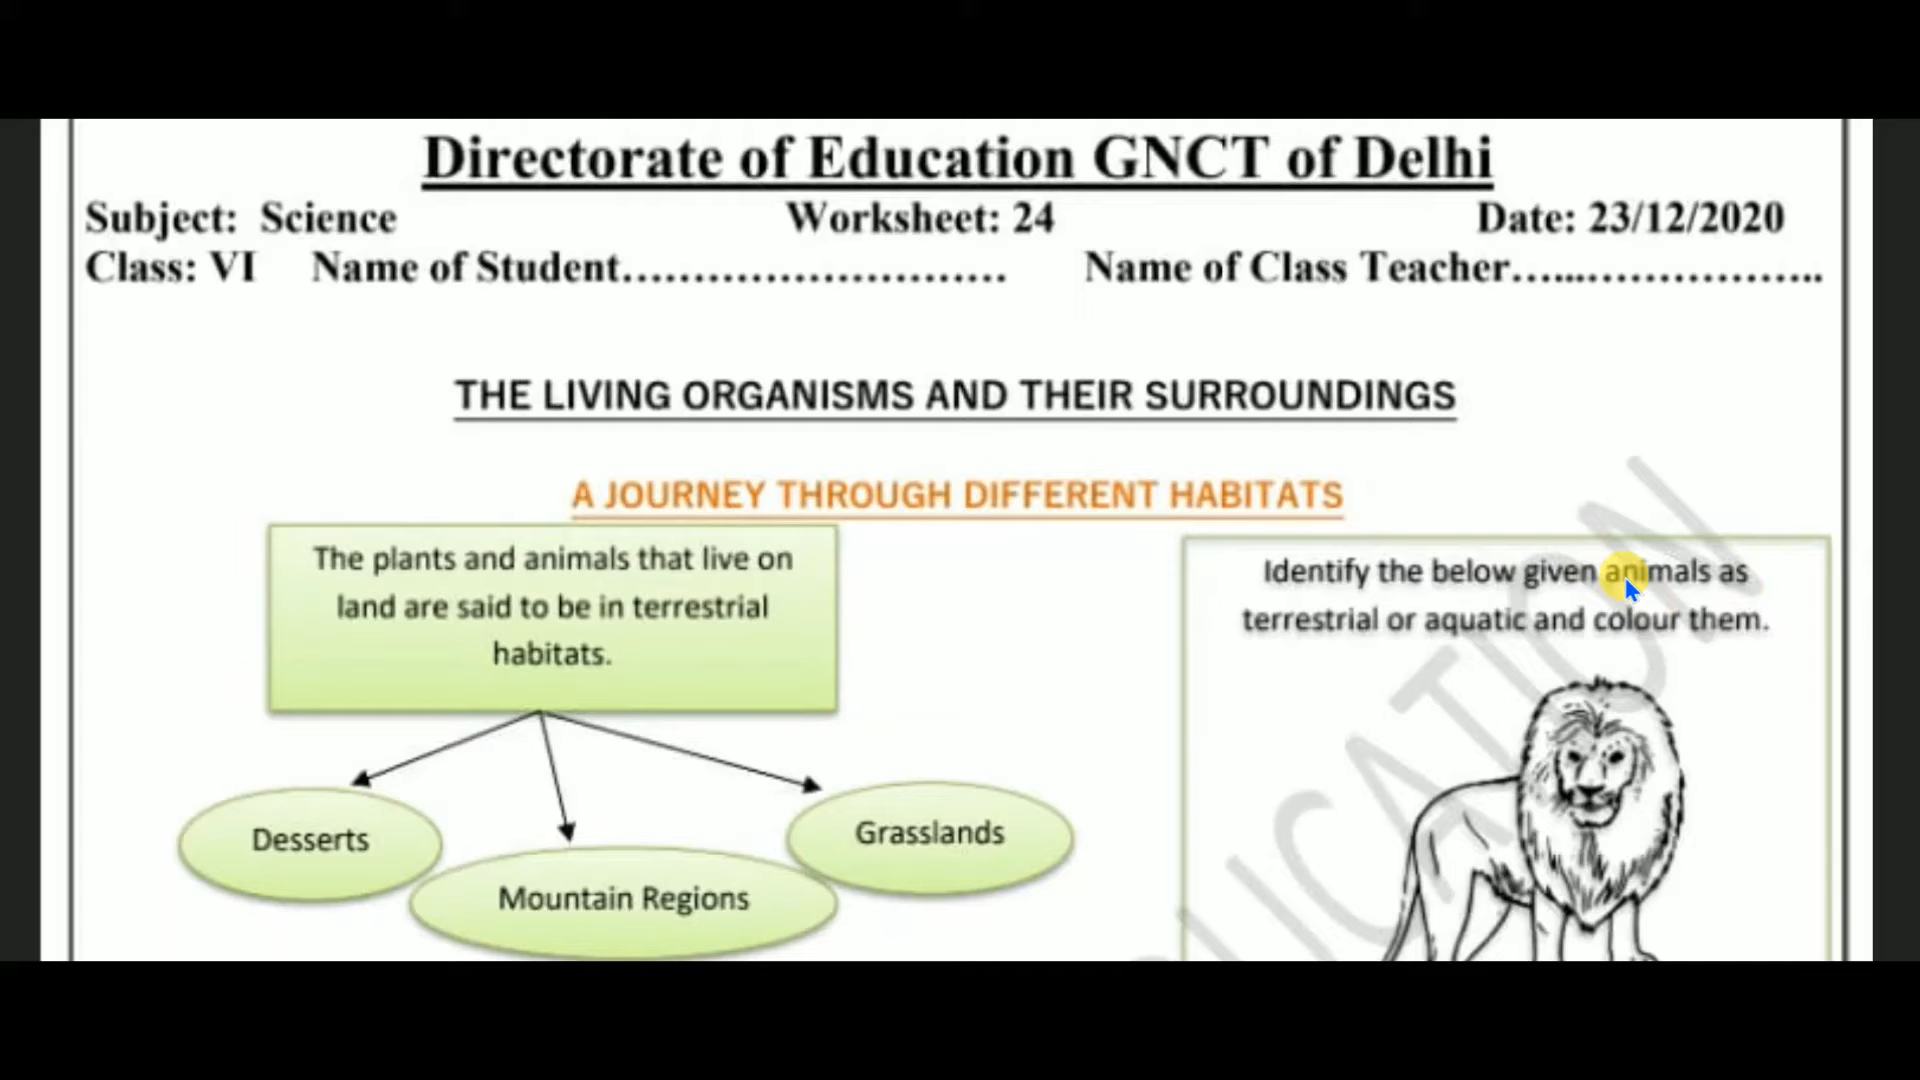 Directorate of Education GNCT of Delhi
Subject: Science Worksheet: 24 Date: 23/12/2020
Class: VI Name of Student........................... Name of Class Teacher........................
THE LIVING ORGANISMS AND THEIR SURROUNDINGS
A JOURNEY THROUGH DIFFERENT HABITATS
The plants and animals that live on
land are said to be in terrestrial
habitats.
Desserts
Mountain Regions
Grasslands
Identify the below given animals as
terrestrial or aquatic and colour them.
LICATION